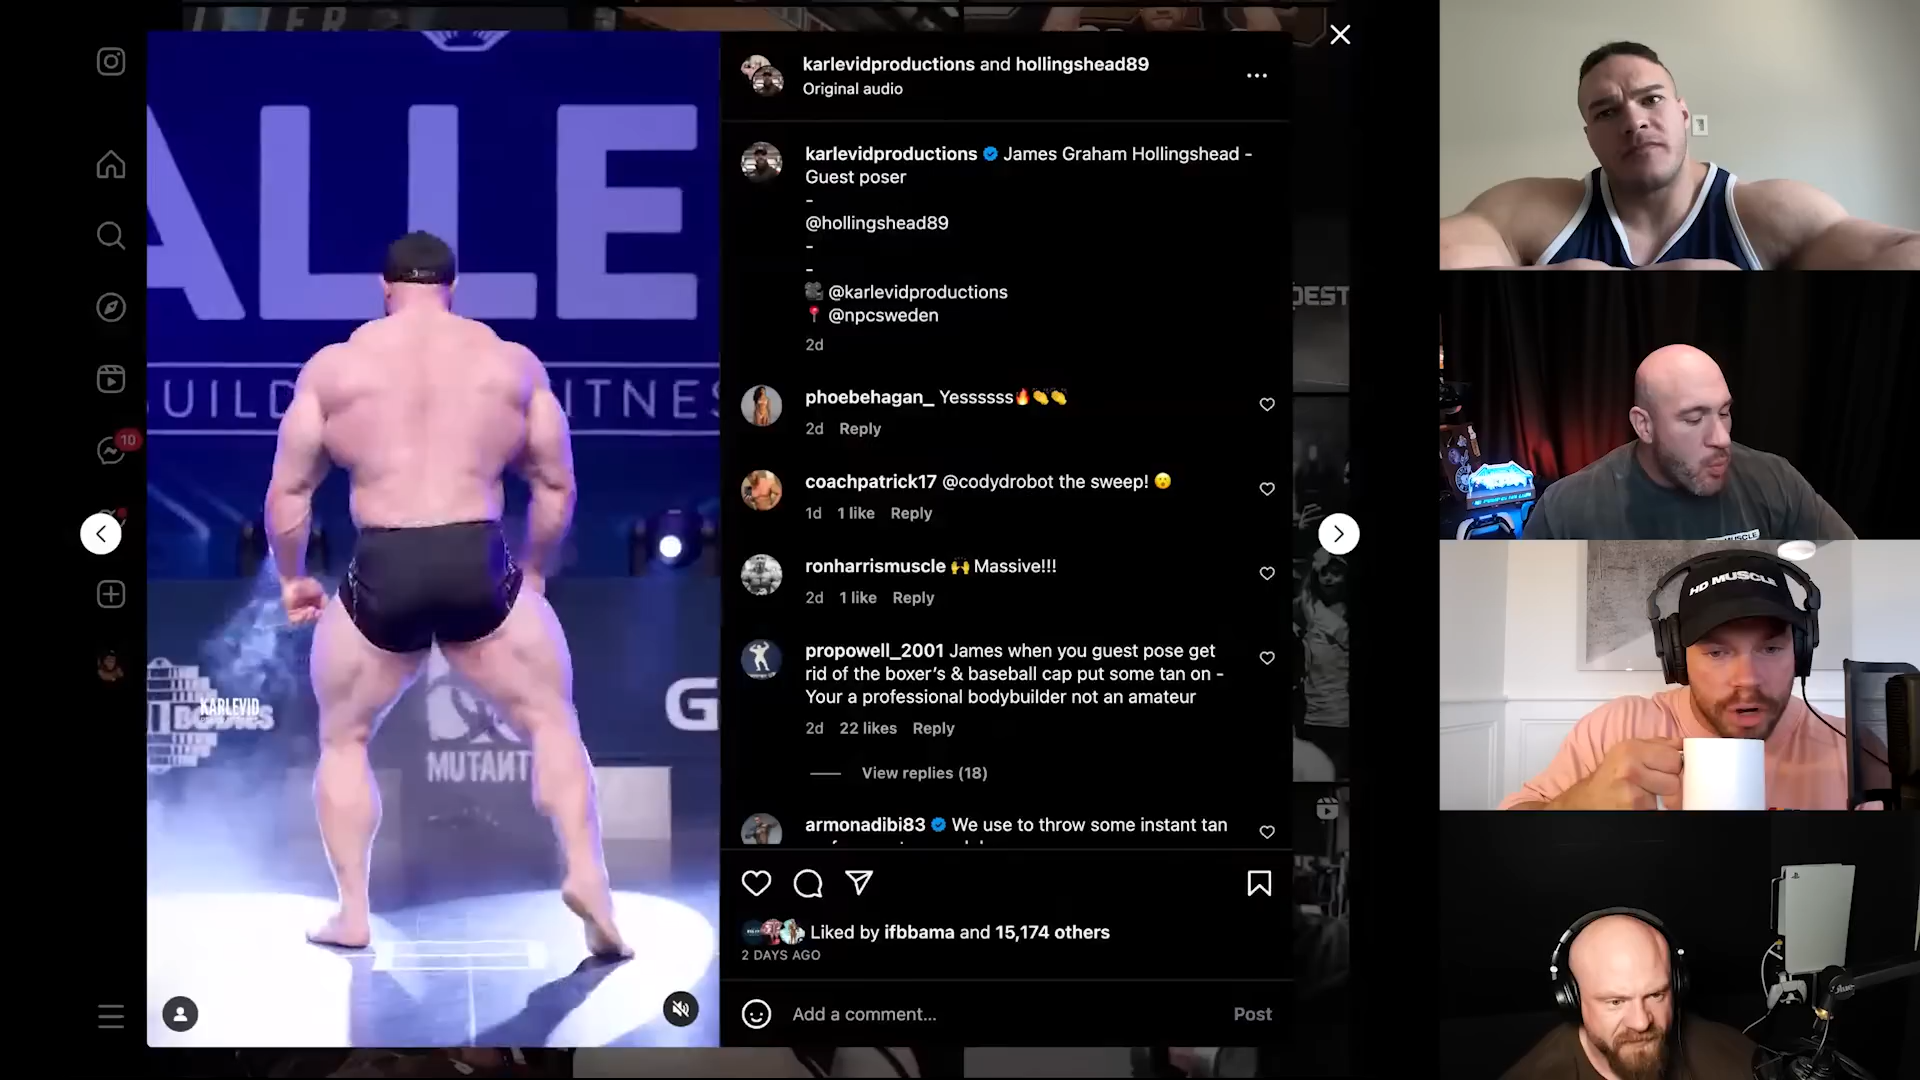 ALLE
BUILD
ITNES
KARLEVID
MUTANT
G
10
karlevidproductions and hollingshead89
Original audio
karlevidproductions James Graham Hollingshead -
Guest poser
-
@hollingshead89
-
-
@karlevidproductions
@npcsweden
2d
phoebehagan_ Yessssss🔥👏👏
2d Reply
coachpatrick17 @codydrobot the sweep! 😮
1d 1 like Reply
ronharrismuscle 🙌 Massive!!!
2d 1 like Reply
propowell_2001 James when you guest pose get
rid of the boxer’s & baseball cap put some tan on -
Your a professional bodybuilder not an amateur
2d 22 likes Reply
View replies (18)
armonadibi83 We use to throw some instant tan
Liked by ifbbama and 15,174 others
2 DAYS AGO
Add a comment...
Post
DEST
MUSCLE
HD MUSCLE